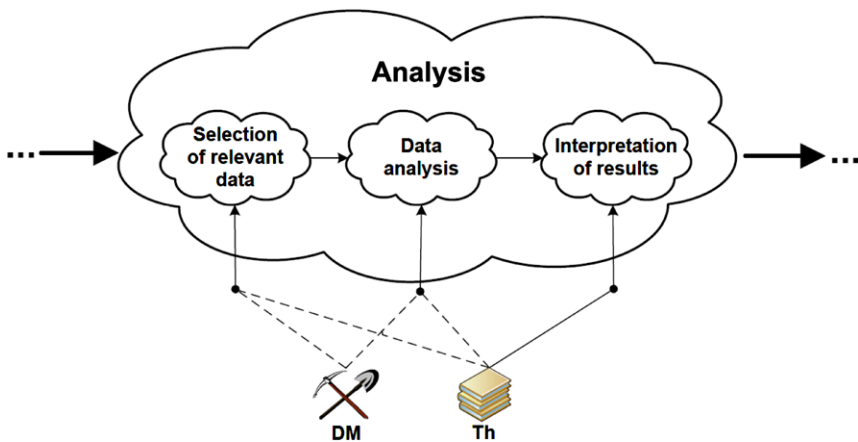 Analysis
Selection
of relevant
data
Data
analysis
Interpretation
of results
...
...
DM
Th